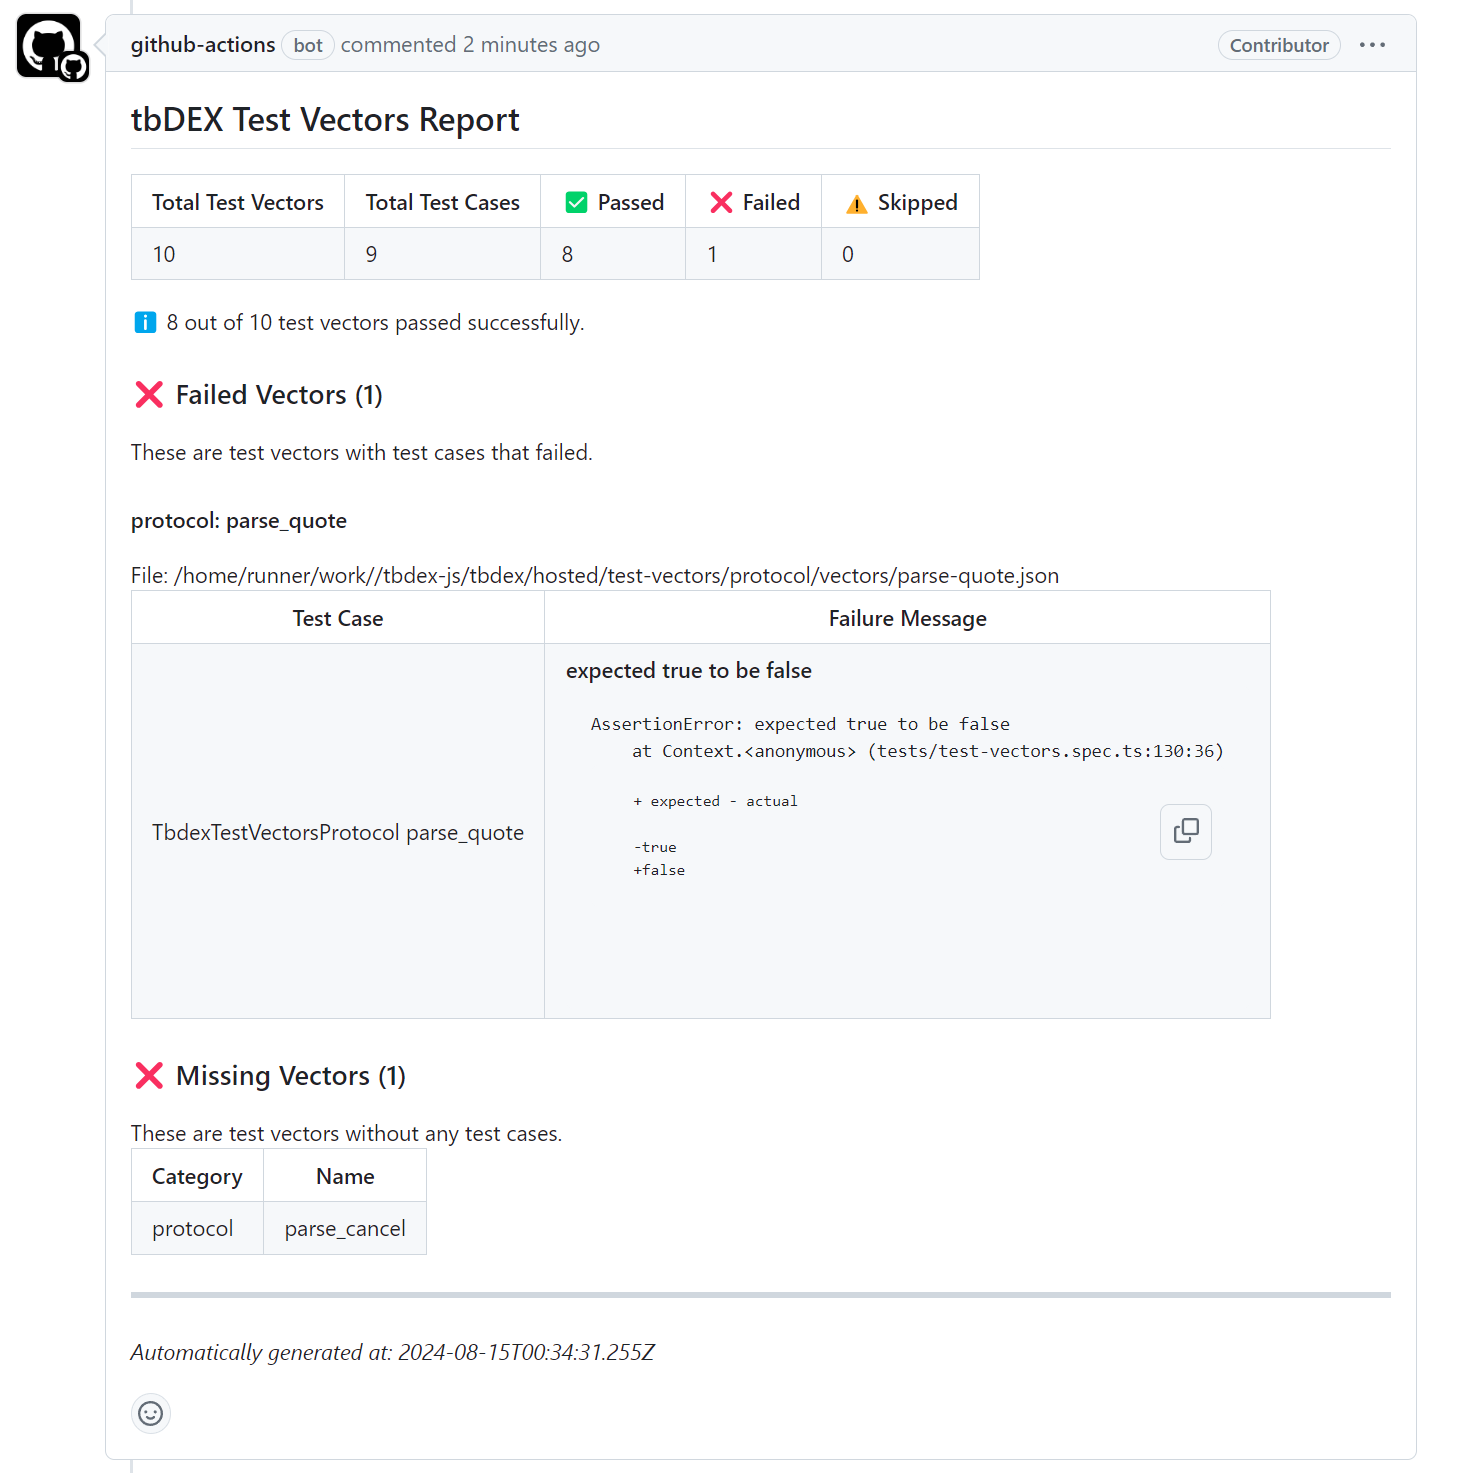 github-actions bot commented 2 minutes ago Contributor
tbDEX Test Vectors Report
Total Test Vectors Total Test Cases ✅ Passed ❌ Failed ⚠️ Skipped
10 9 8 1 0
ℹ️ 8 out of 10 test vectors passed successfully.
❌ Failed Vectors (1)
These are test vectors with test cases that failed.
protocol: parse_quote
File: /home/runner/work//tbdex-js/tbdex/hosted/test-vectors/protocol/vectors/parse-quote.json
Test Case Failure Message
expected true to be false
AssertionError: expected true to be false
at Context.<anonymous> (tests/test-vectors.spec.ts:130:36)
+ expected - actual
TbdexTestVectorsProtocol parse_quote
-true
+false
❌ Missing Vectors (1)
These are test vectors without any test cases.
Category Name
protocol parse_cancel
Automatically generated at: 2024-08-15T00:34:31.255Z